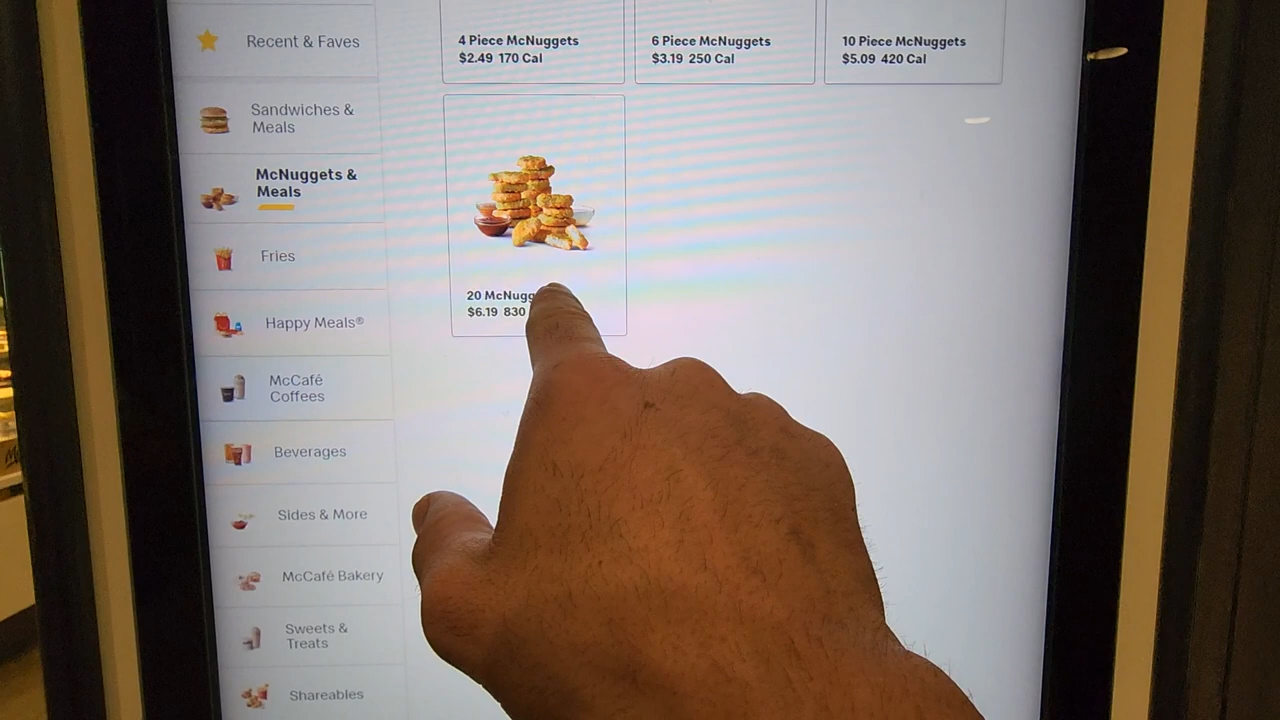 Recent & Faves
Sandwiches &
Meals
McNuggets &
Meals
Fries
Happy Meals®
McCafé
Coffees
Beverages
Sides & More
McCafé Bakery
Sweets &
Treats
Shareables
4 Piece McNuggets
$2.49 170 Cal
6 Piece McNuggets
$3.19 250 Cal
10 Piece McNuggets
$5.09 420 Cal
20
$6.19 830